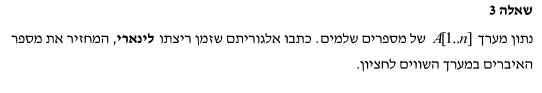 שאלה 3
נתון מערך A[1..n] של מספרים שלמים. כתבו אלגוריתם שזמן ריצתו לינארי, המחזיר את מספר
האיברים במערך השווים לחציון.